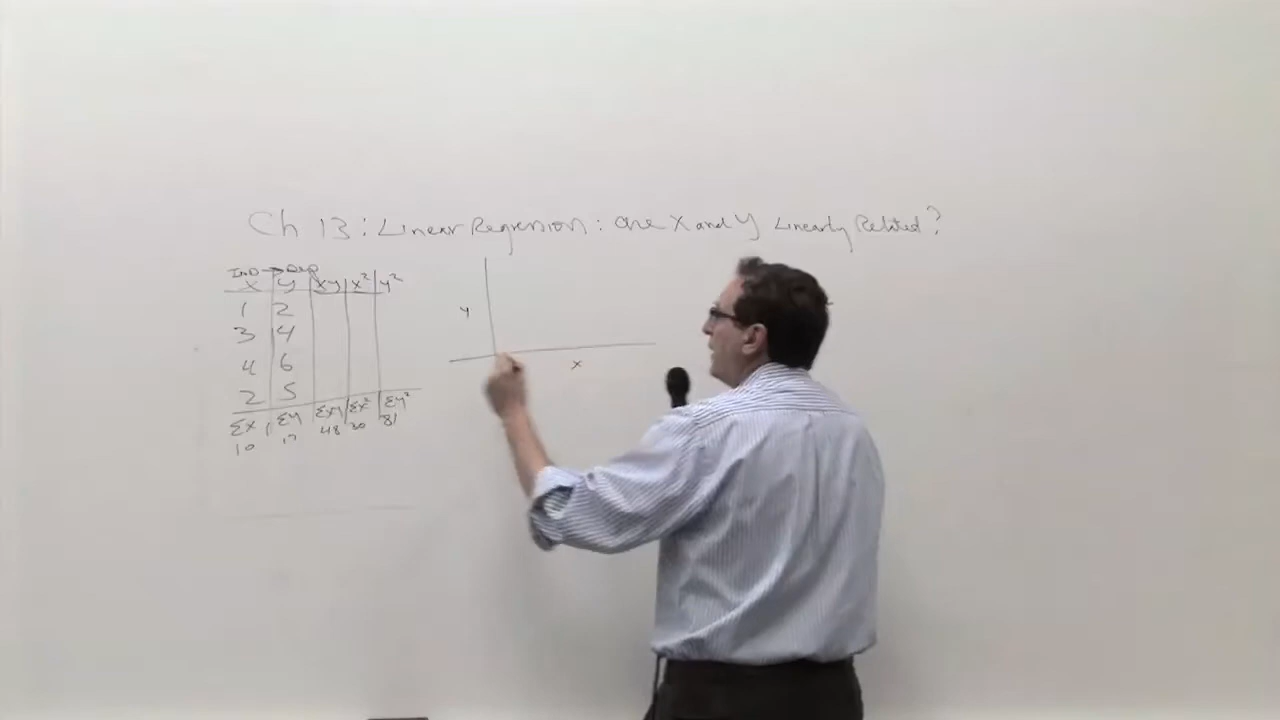 Ch 13: Linear Regression: are X and Y Linearly Related?
Ind → Dep
X Y XY X² Y²
1 2
3 4
4 6
2 5
ΣX ΣY ΣXY ΣX² ΣY²
10 17 48 30 81
y
x